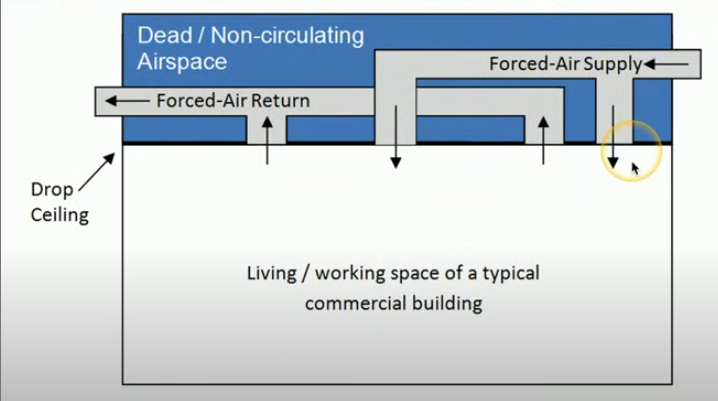 Dead / Non-circulating
Airspace
Forced-Air Supply
Forced-Air Return
Drop
Ceiling
Living / working space of a typical
commercial building